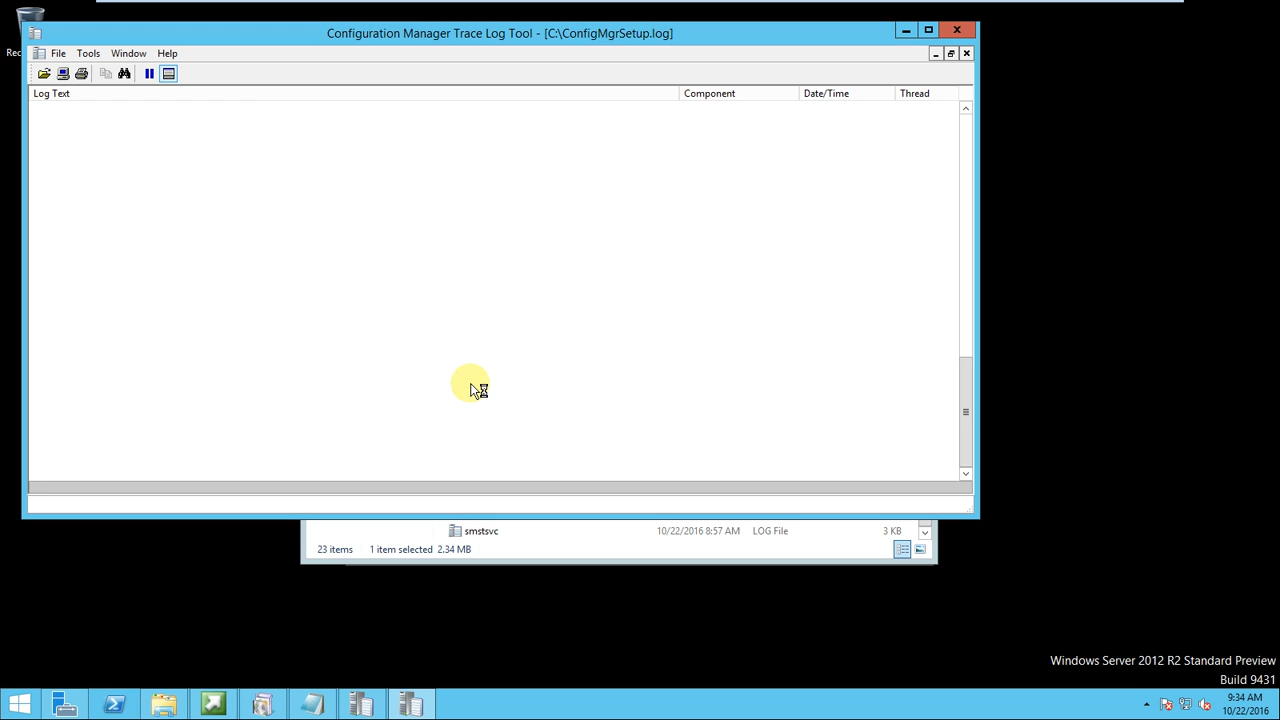 Rec
Configuration Manager Trace Log Tool - [C:\ConfigMgrSetup.log]
File Tools Window Help
Log Text Component Date/Time Thread
smstsvc 10/22/2016 8:57 AM LOG File 3 KB
23 items 1 item selected 2.34 MB
Windows Server 2012 R2 Standard Preview
Build 9431
9:34 AM
10/22/2016